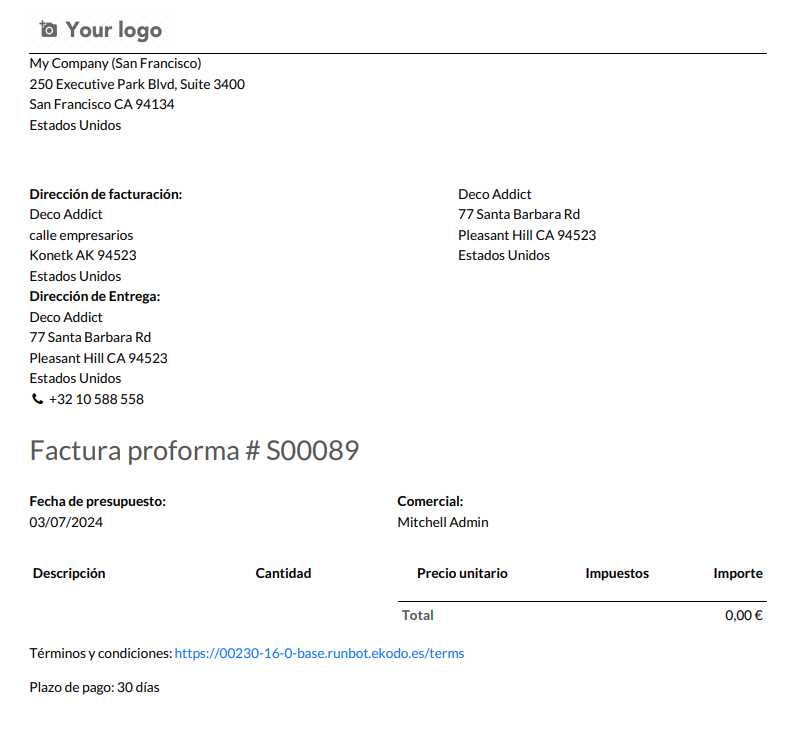 Your logo
My Company (San Francisco)
250 Executive Park Blvd, Suite 3400
San Francisco CA 94134
Estados Unidos
Dirección de facturación:
Deco Addict
calle empresarios
Konetk AK 94523
Estados Unidos
Dirección de Entrega:
Deco Addict
77 Santa Barbara Rd
Pleasant Hill CA 94523
Estados Unidos
+32 10 588 558
Deco Addict
77 Santa Barbara Rd
Pleasant Hill CA 94523
Estados Unidos
Factura proforma # S00089
Fecha de presupuesto:
03/07/2024
Comercial:
Mitchell Admin
Descripción Cantidad Precio unitario Impuestos Importe
Total 0,00 €
Términos y condiciones: https://00230-16-0-base.runbot.ekodo.es/terms
Plazo de pago: 30 días